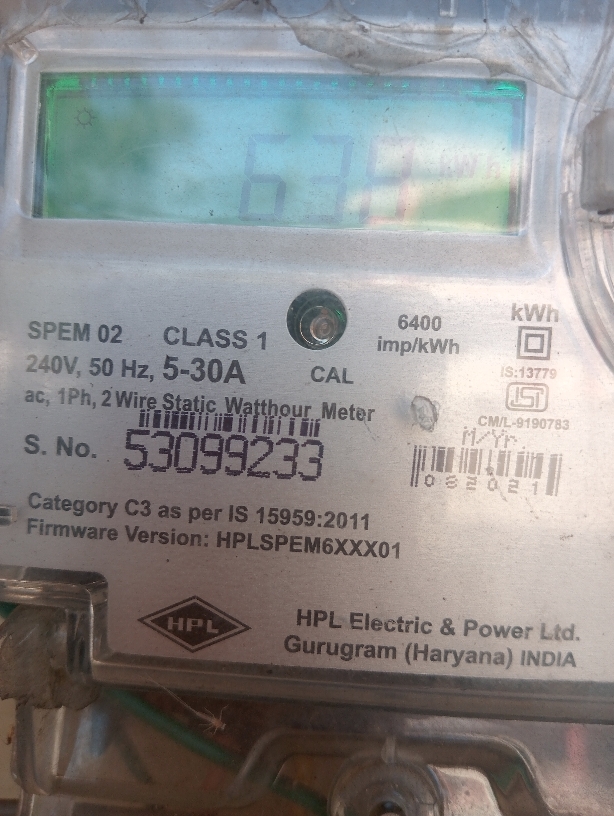 kWh
SPEM 02 CLASS 1
6400
imp/kWh
kWh
240V, 50 Hz, 5-30A
CAL
IS:13779
ISI
ac, 1Ph, 2 Wire Static Watthour Meter
CM/L-9190783
M/Yr.
S. No. 53099233
082021
Category C3 as per IS 15959:2011
Firmware Version: HPLSPEM6XXX01
HPL
HPL Electric & Power Ltd.
Gurugram (Haryana) INDIA